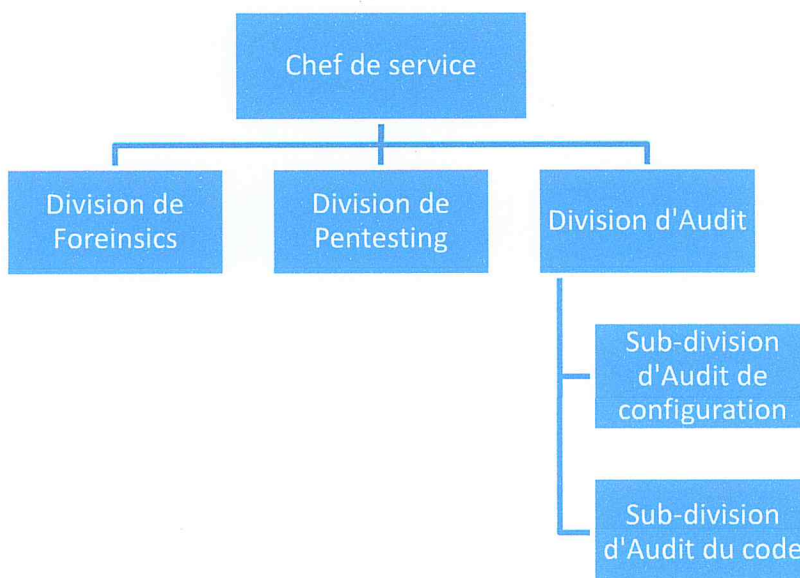 Chef de service
Division de
Foreinsics
Division de
Pentesting
Division d'Audit
Sub-division
d'Audit de
configuration
Sub-division
d'Audit du code